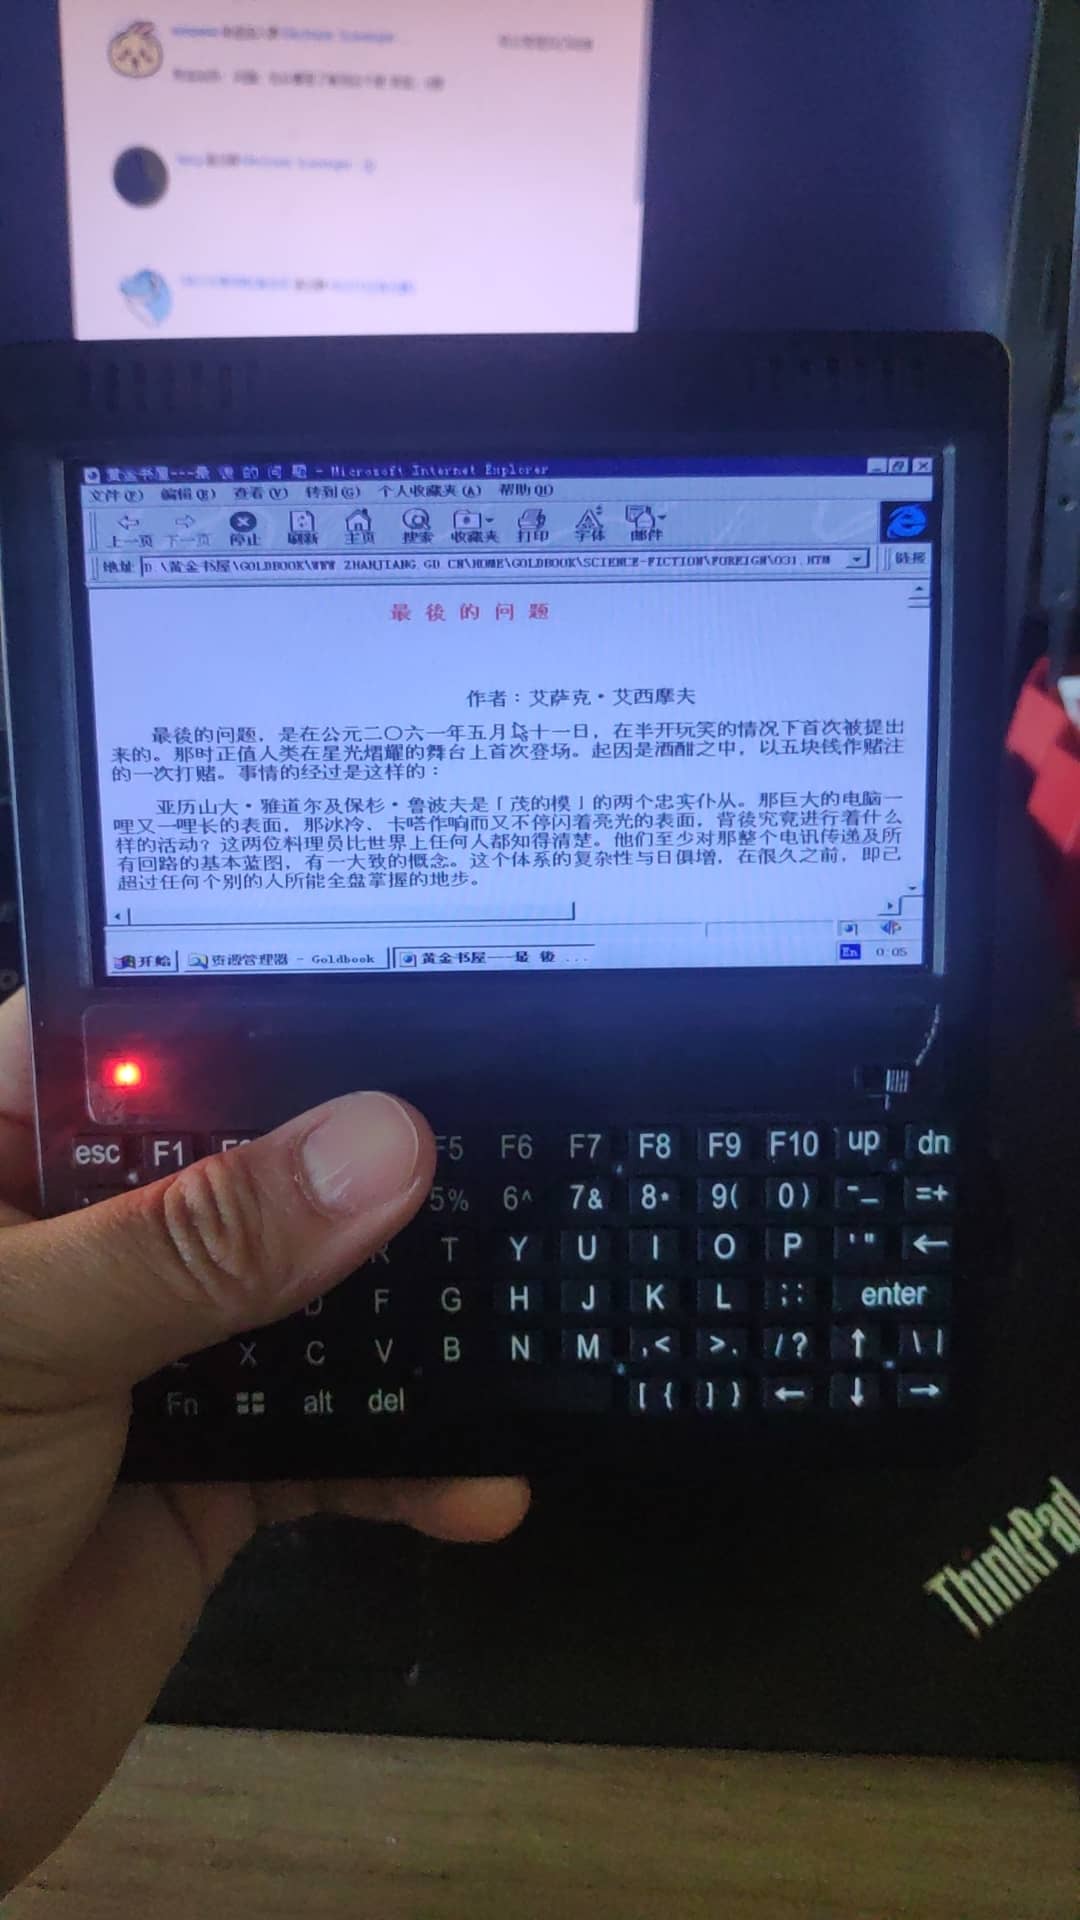 黄金书屋---最 後 的 问 题 - Microsoft Internet Explorer
文件(F) 编辑(E) 查看(V) 转到(G) 个人收藏夹(A) 帮助(H)
上一页 下一页 停止 刷新 主页 搜索 收藏夹 打印 字体 邮件
地址 D:\黄金书屋\GOLDBOOK\WWW.ZHANJIANG.GD.CN\HOME\GOLDBOOK\SCIENCE-FICTION\FOREIGN\031.HTM 链接
最 後 的 问 题
作者：艾萨克·艾西摩夫
最後的问题，是在公元二〇六一年五月十一日，在半开玩笑的情况下首次被提出
来的。那时正值人类在星光熠耀的舞台上首次登场。起因是酒酣之中，以五块钱作赌注
的一次打赌。事情的经过是这样的：
亚历山大·雅道尔及保杉·鲁波夫是「茂的模」的两个忠实仆从。那巨大的电脑一
哩又一哩长的表面，那冰冷、卡嗒作响而又不停闪着亮光的表面，背後究竟进行着什么
样的活动？这两位料理员比世界上任何人都知得清楚。他们至少对那整个电讯传递及所
有回路的基本蓝图，有一大致的慨念。这个体系的复杂性与日俱增，在很久之前，即己
超过任何个别的人所能全盘掌握的地步。
开始 资源管理器 - Goldbook 黄金书屋---最 後 ... En 0:05
esc F1 F5 F6 F7 F8 F9 F10 up dn
5% 6^ 7& 8* 9( 0) -_ =+
R T Y U I O P '" ←
D F G H J K L ;: enter
X C V B N M ,< >. /? ↑ \|
Fn alt del [{ ]} ← ↓ →
ThinkPad